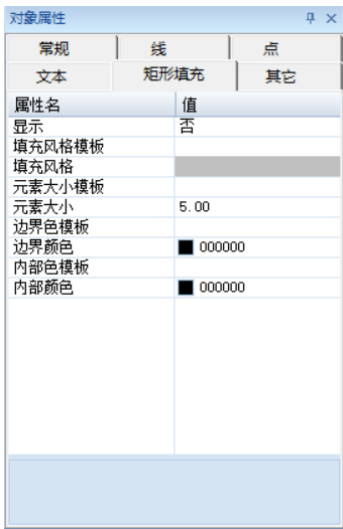 对象属性
常规 线 点
文本 矩形填充 其它
属性名 值
显示 否
填充风格模板
填充风格
元素大小模板
元素大小 5.00
边界色模板
边界颜色 000000
内部色模板
内部颜色 000000